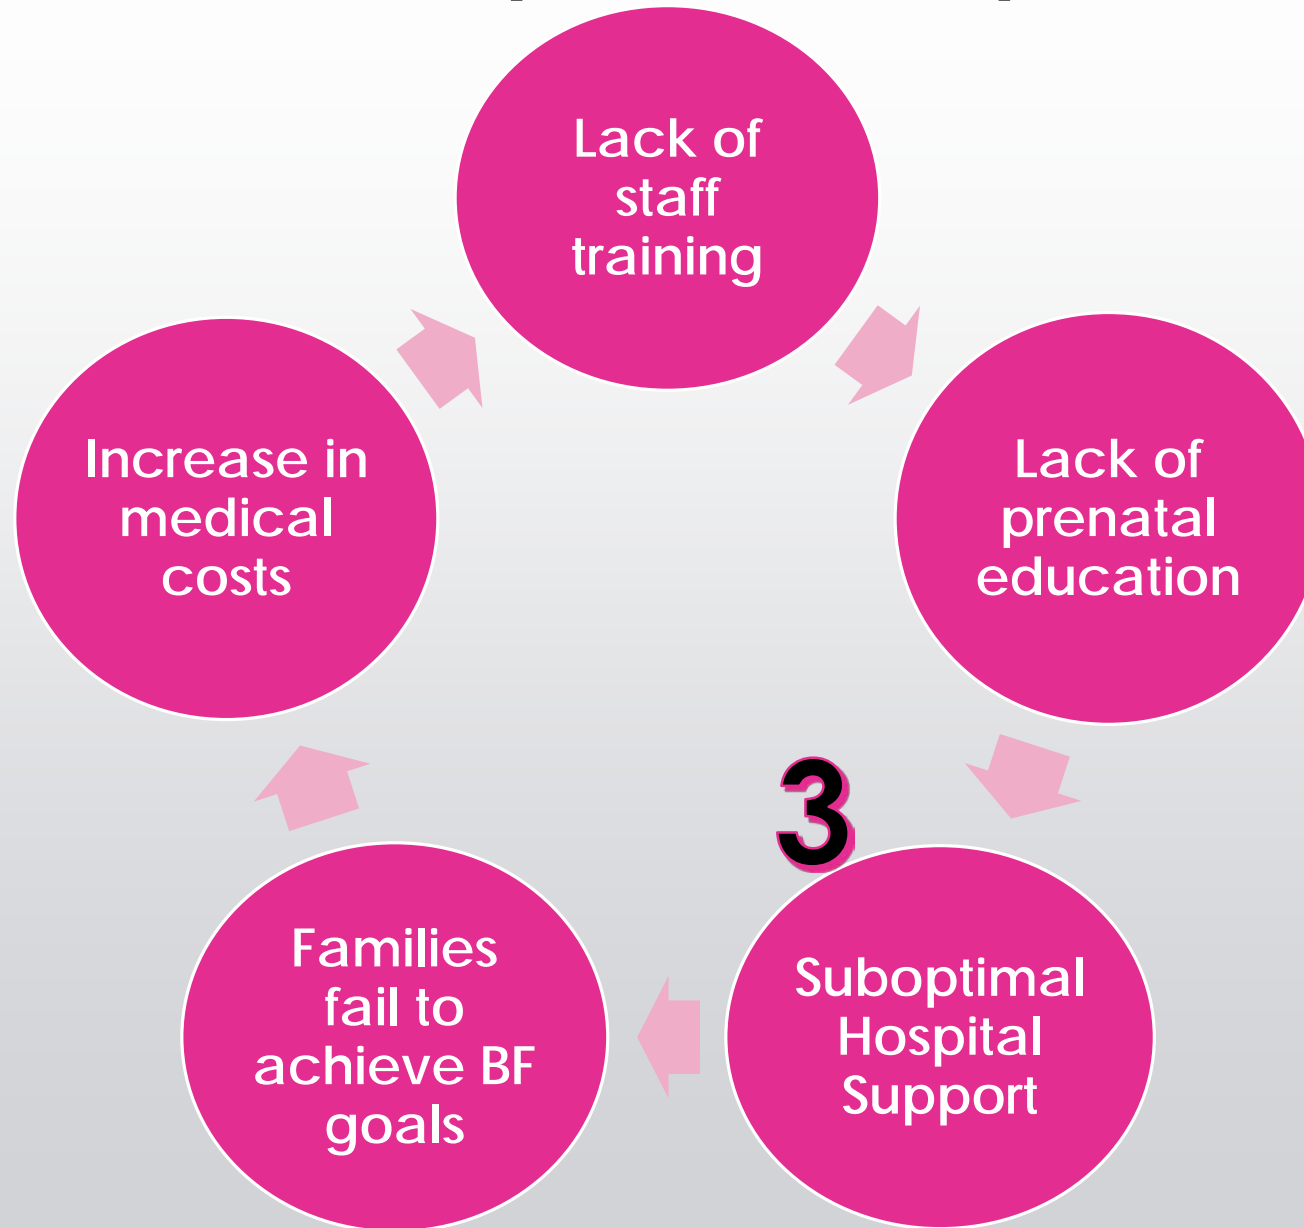 Lack of
staff
training
Lack of
prenatal
education
3
Suboptimal
Hospital
Support
Families
fail to
achieve BF
goals
Increase in
medical
costs